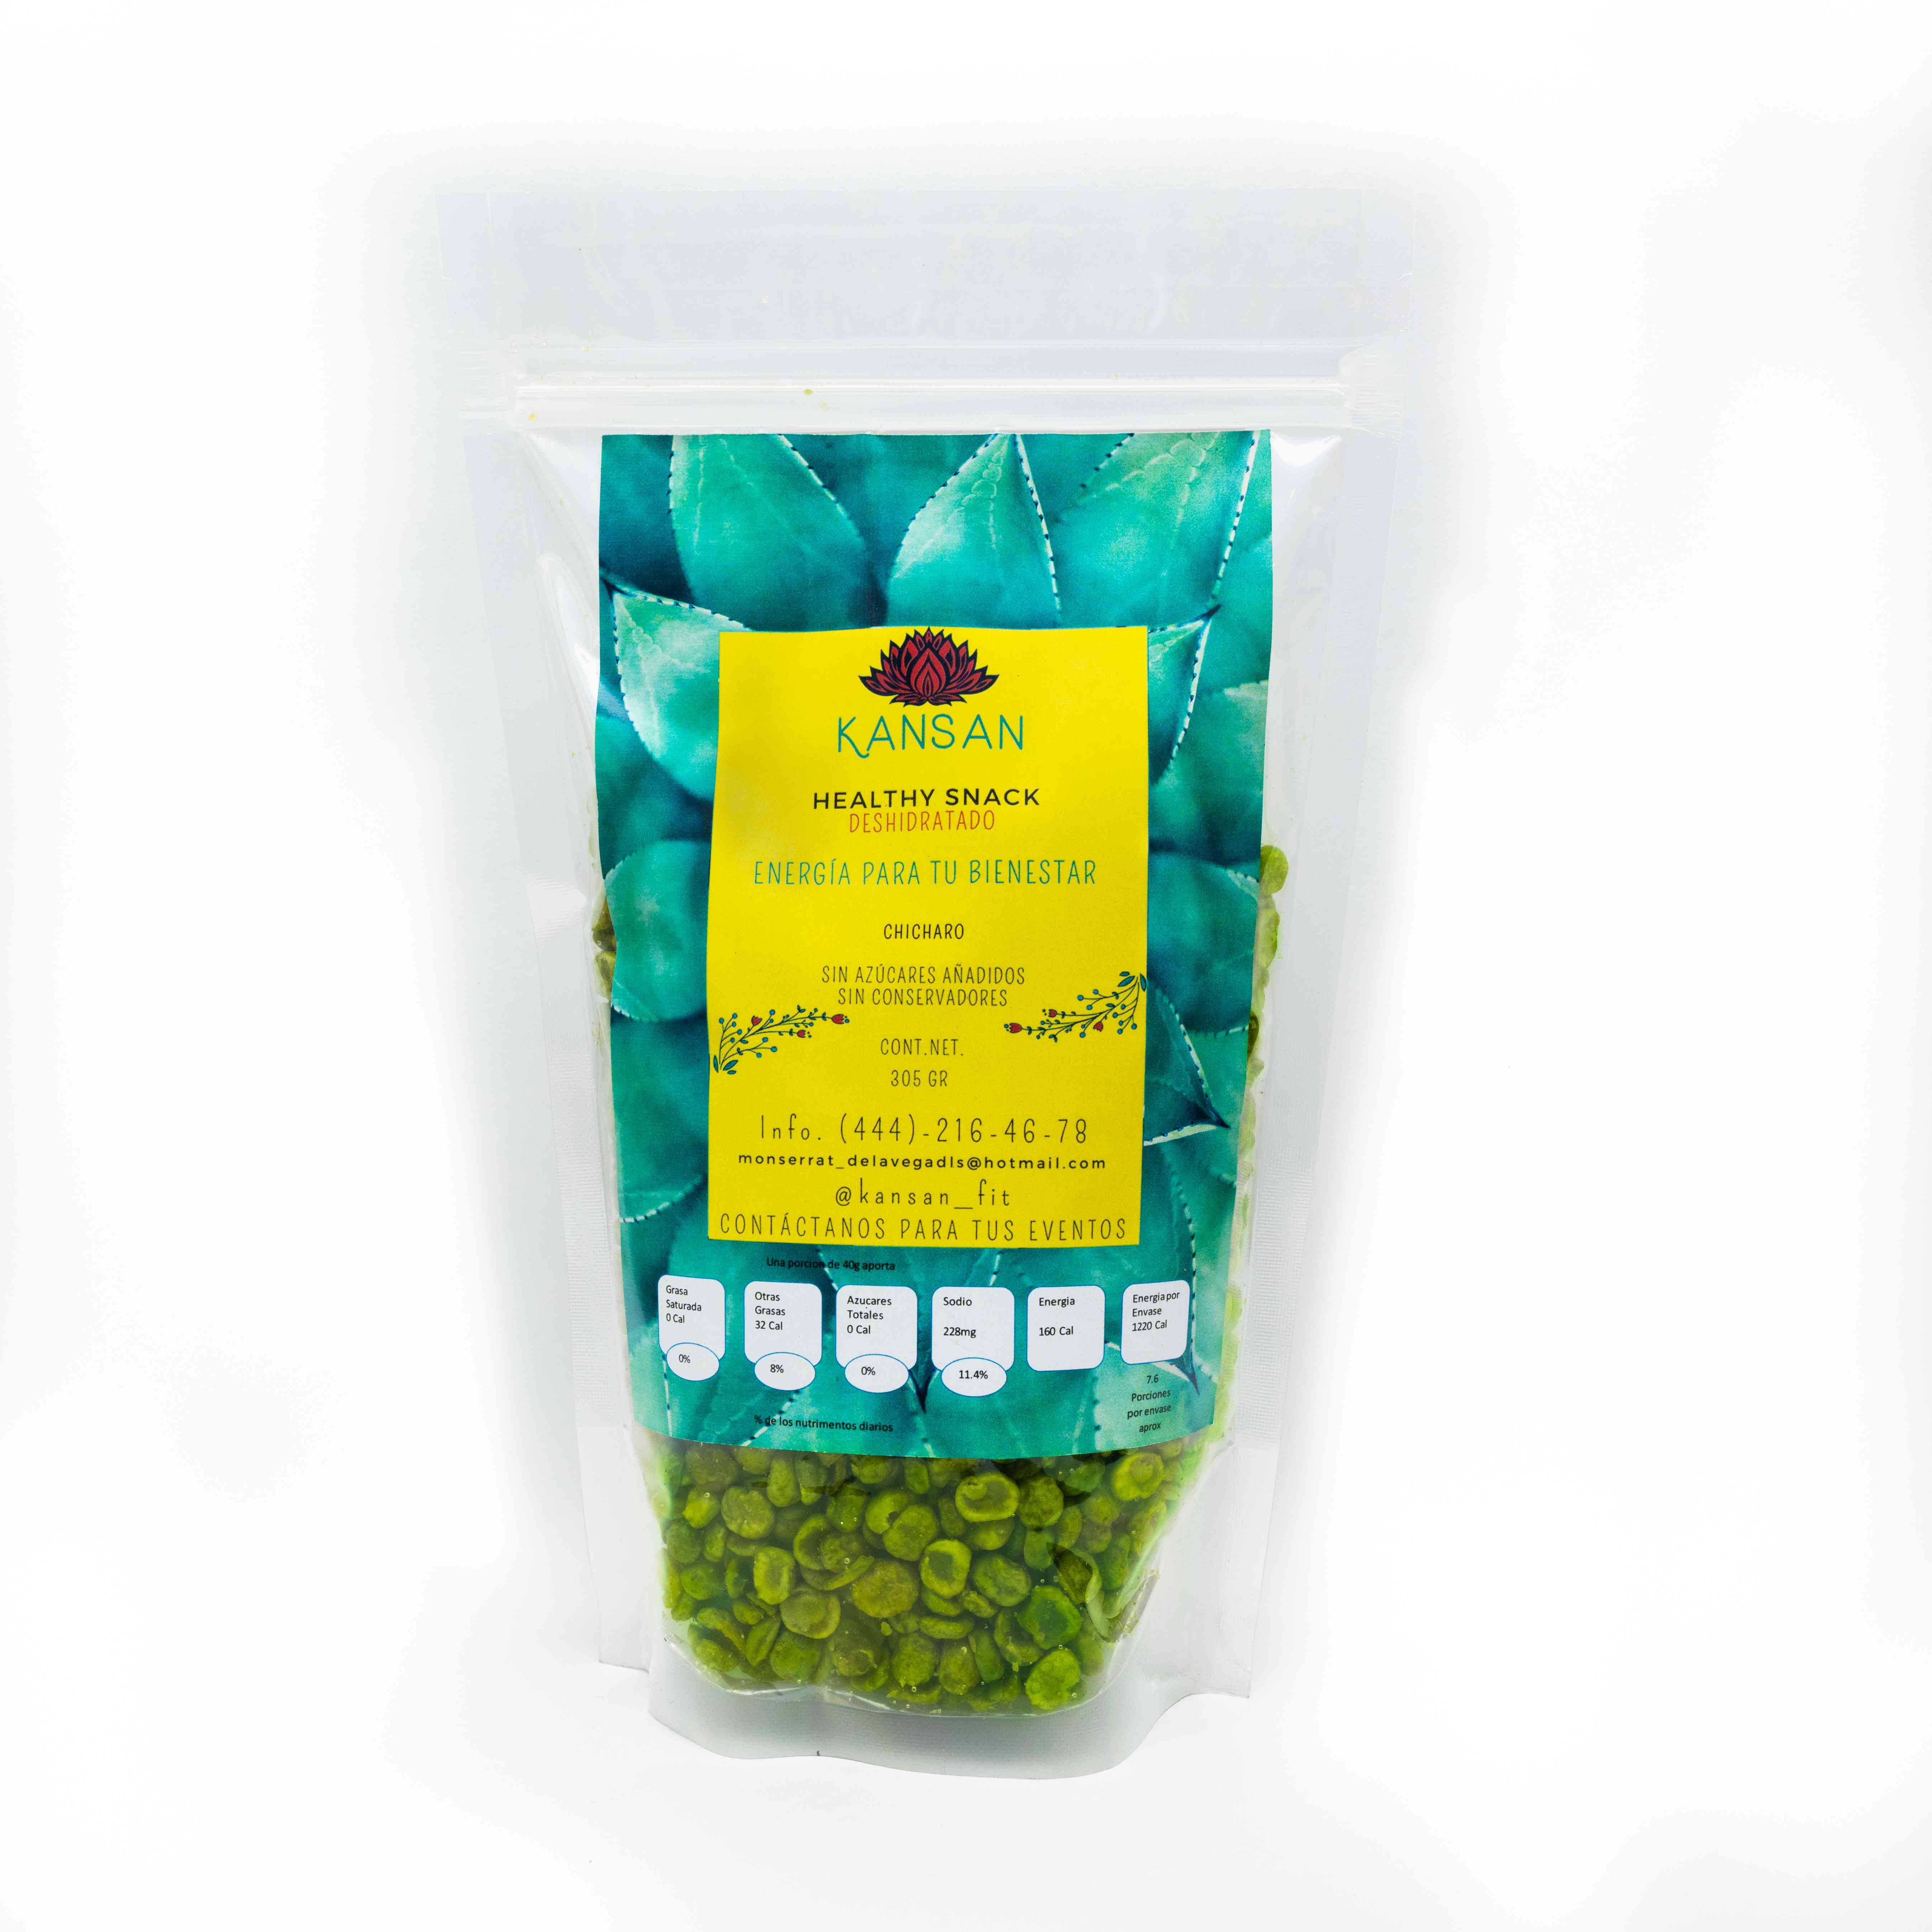 KANSAN
HEALTHY SNACK
DESHIDRATADO
ENERGÍA PARA TU BIENESTAR
CHICHARO
SIN AZÚCARES AÑADIDOS
SIN CONSERVADORES
CONT.NET.
305 GR
Info. (444)-216-46-78
monserrat_delavegadls@hotmail.com
@kansan_fit
CONTÁCTANOS PARA TUS EVENTOS
Una porcion de 40g aporta
Grasa
Saturada
0 Cal
0%
Otras
Grasas
32 Cal
8%
Azucares
Totales
0 Cal
0%
Sodio
228mg
11.4%
Energia
160 Cal
Energia por
Envase
1220 Cal
7.6
Porciones
por envase
aprox
% de los nutrimentos diarios